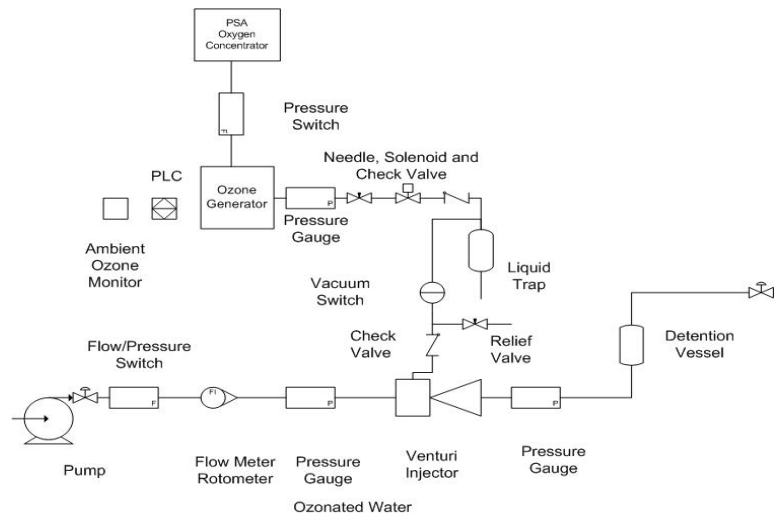 PSA
Oxygen
Concentrator
Pressure
Switch
F
PLC
Ozone
Generator
Needle, Solenoid and
Check Valve
P
Pressure
Gauge
Ambient
Ozone
Monitor
Liquid
Trap
Vacuum
Switch
Check
Valve
Relief
Valve
Detention
Vessel
Flow/Pressure
Switch
F
FI
P
P
Pump
Flow Meter
Rotometer
Pressure
Gauge
Venturi
Injector
Pressure
Gauge
Ozonated Water